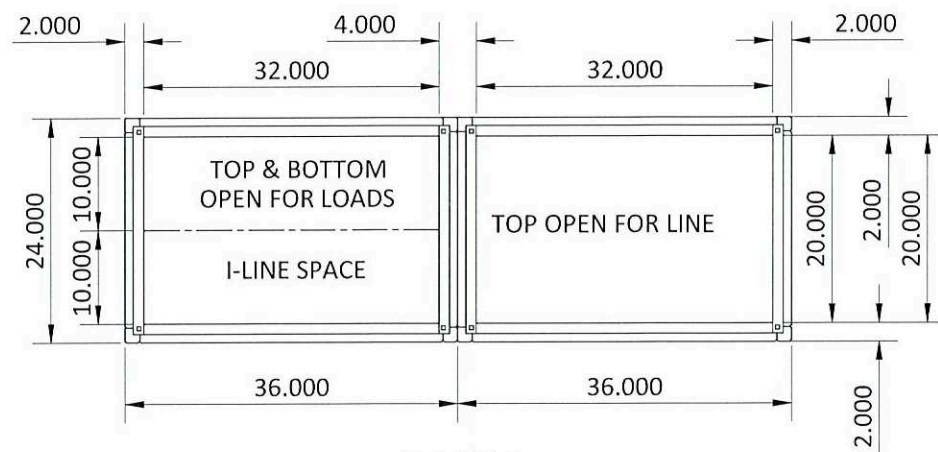 2.000 4.000 2.000
32.000 32.000
24.000
10.000
10.000
TOP & BOTTOM
OPEN FOR LOADS
I-LINE SPACE
TOP OPEN FOR LINE
20.000
2.000
20.000
36.000 36.000
2.000